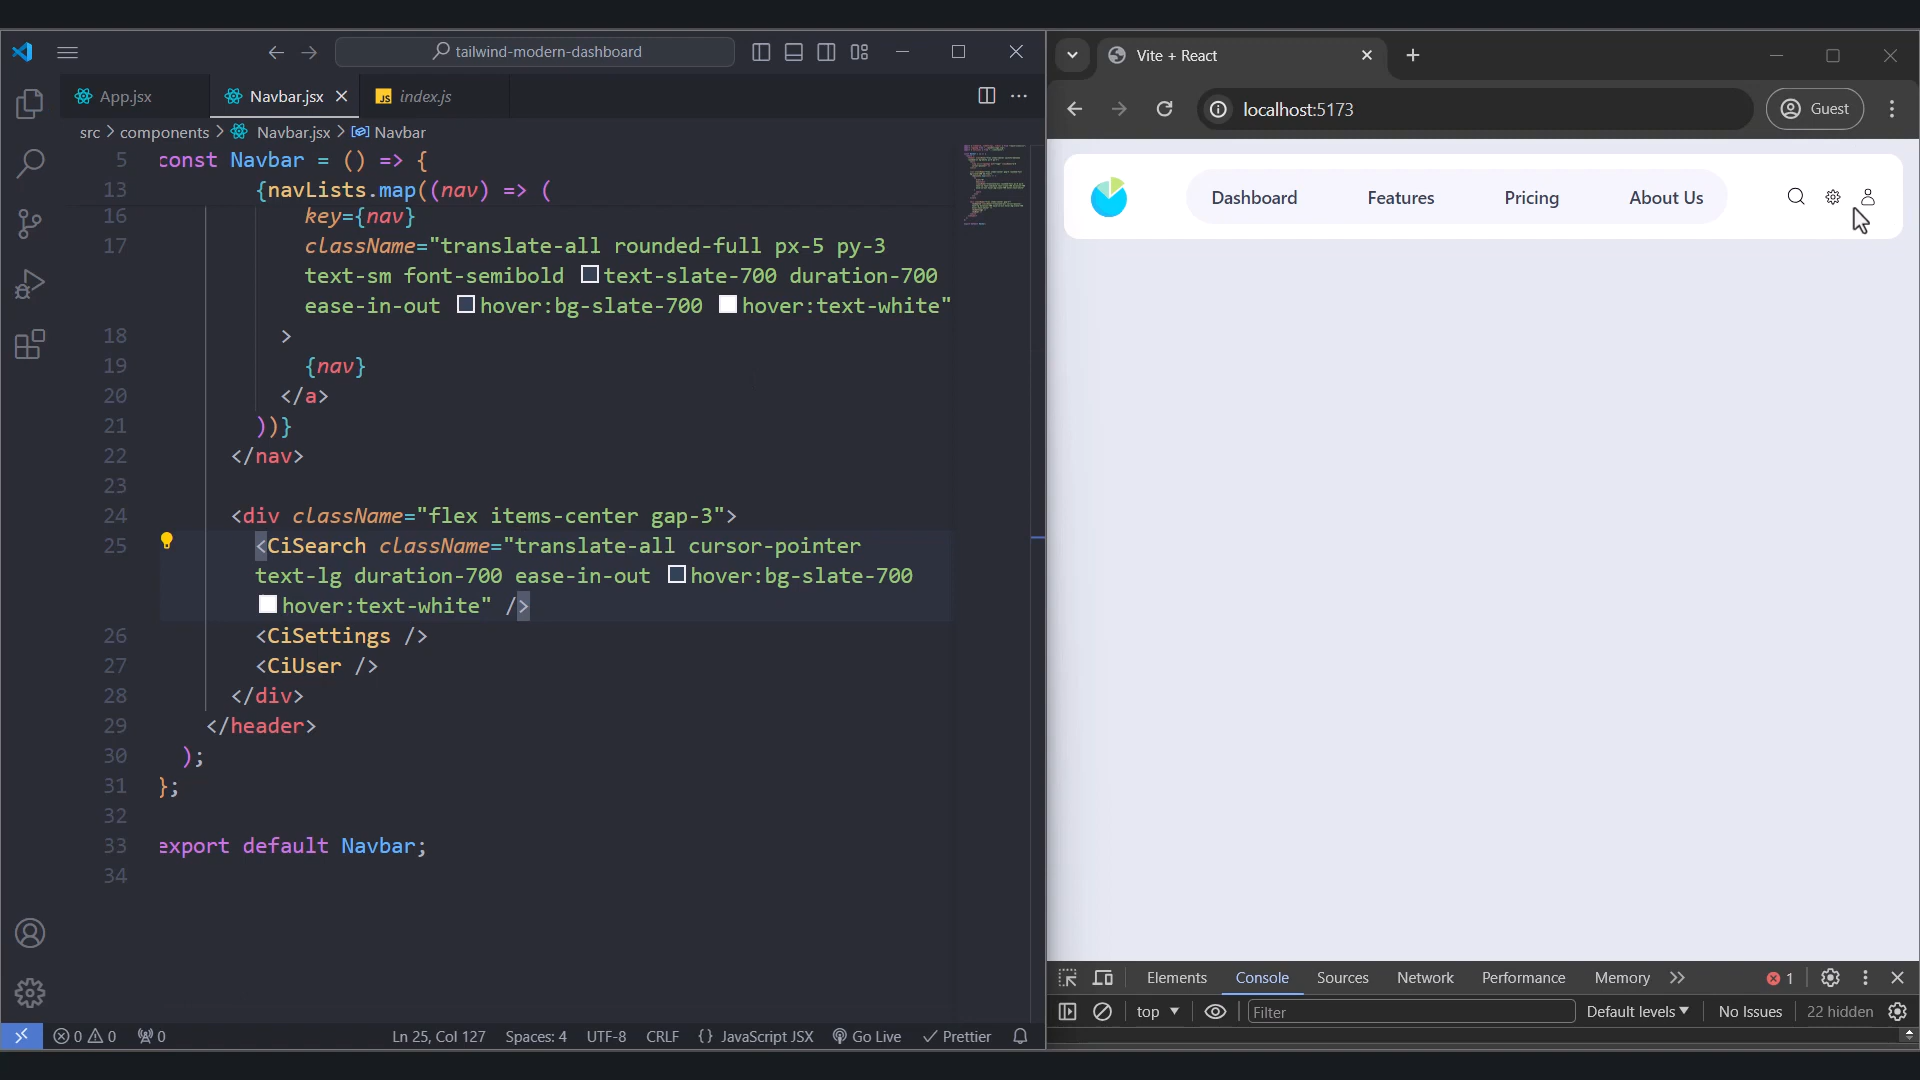 tailwind-modern-dashboard
App.jsx
Navbar.jsx
JS index.js
src > components > Navbar.jsx > Navbar
5 const Navbar = () => {
13 {navLists.map((nav) => (
16 key={nav}
17 className="translate-all rounded-full px-5 py-3
text-sm font-semibold text-slate-700 duration-700
ease-in-out hover:bg-slate-700 hover:text-white"
18 >
19 {nav}
20 </a>
21 ))}
22 </nav>
23
24 <div className="flex items-center gap-3">
25 <CiSearch className="translate-all cursor-pointer
text-lg duration-700 ease-in-out hover:bg-slate-700
hover:text-white" />
26 <CiSettings />
27 <CiUser />
28 </div>
29 </header>
30 );
31 };
32
33 export default Navbar;
34
0 0 0
Ln 25, Col 127 Spaces: 4 UTF-8 CRLF {} JavaScript JSX Go Live Prettier
Vite + React
localhost:5173
Guest
Dashboard Features Pricing About Us
Elements Console Sources Network Performance Memory 1
top Filter Default levels No Issues 22 hidden